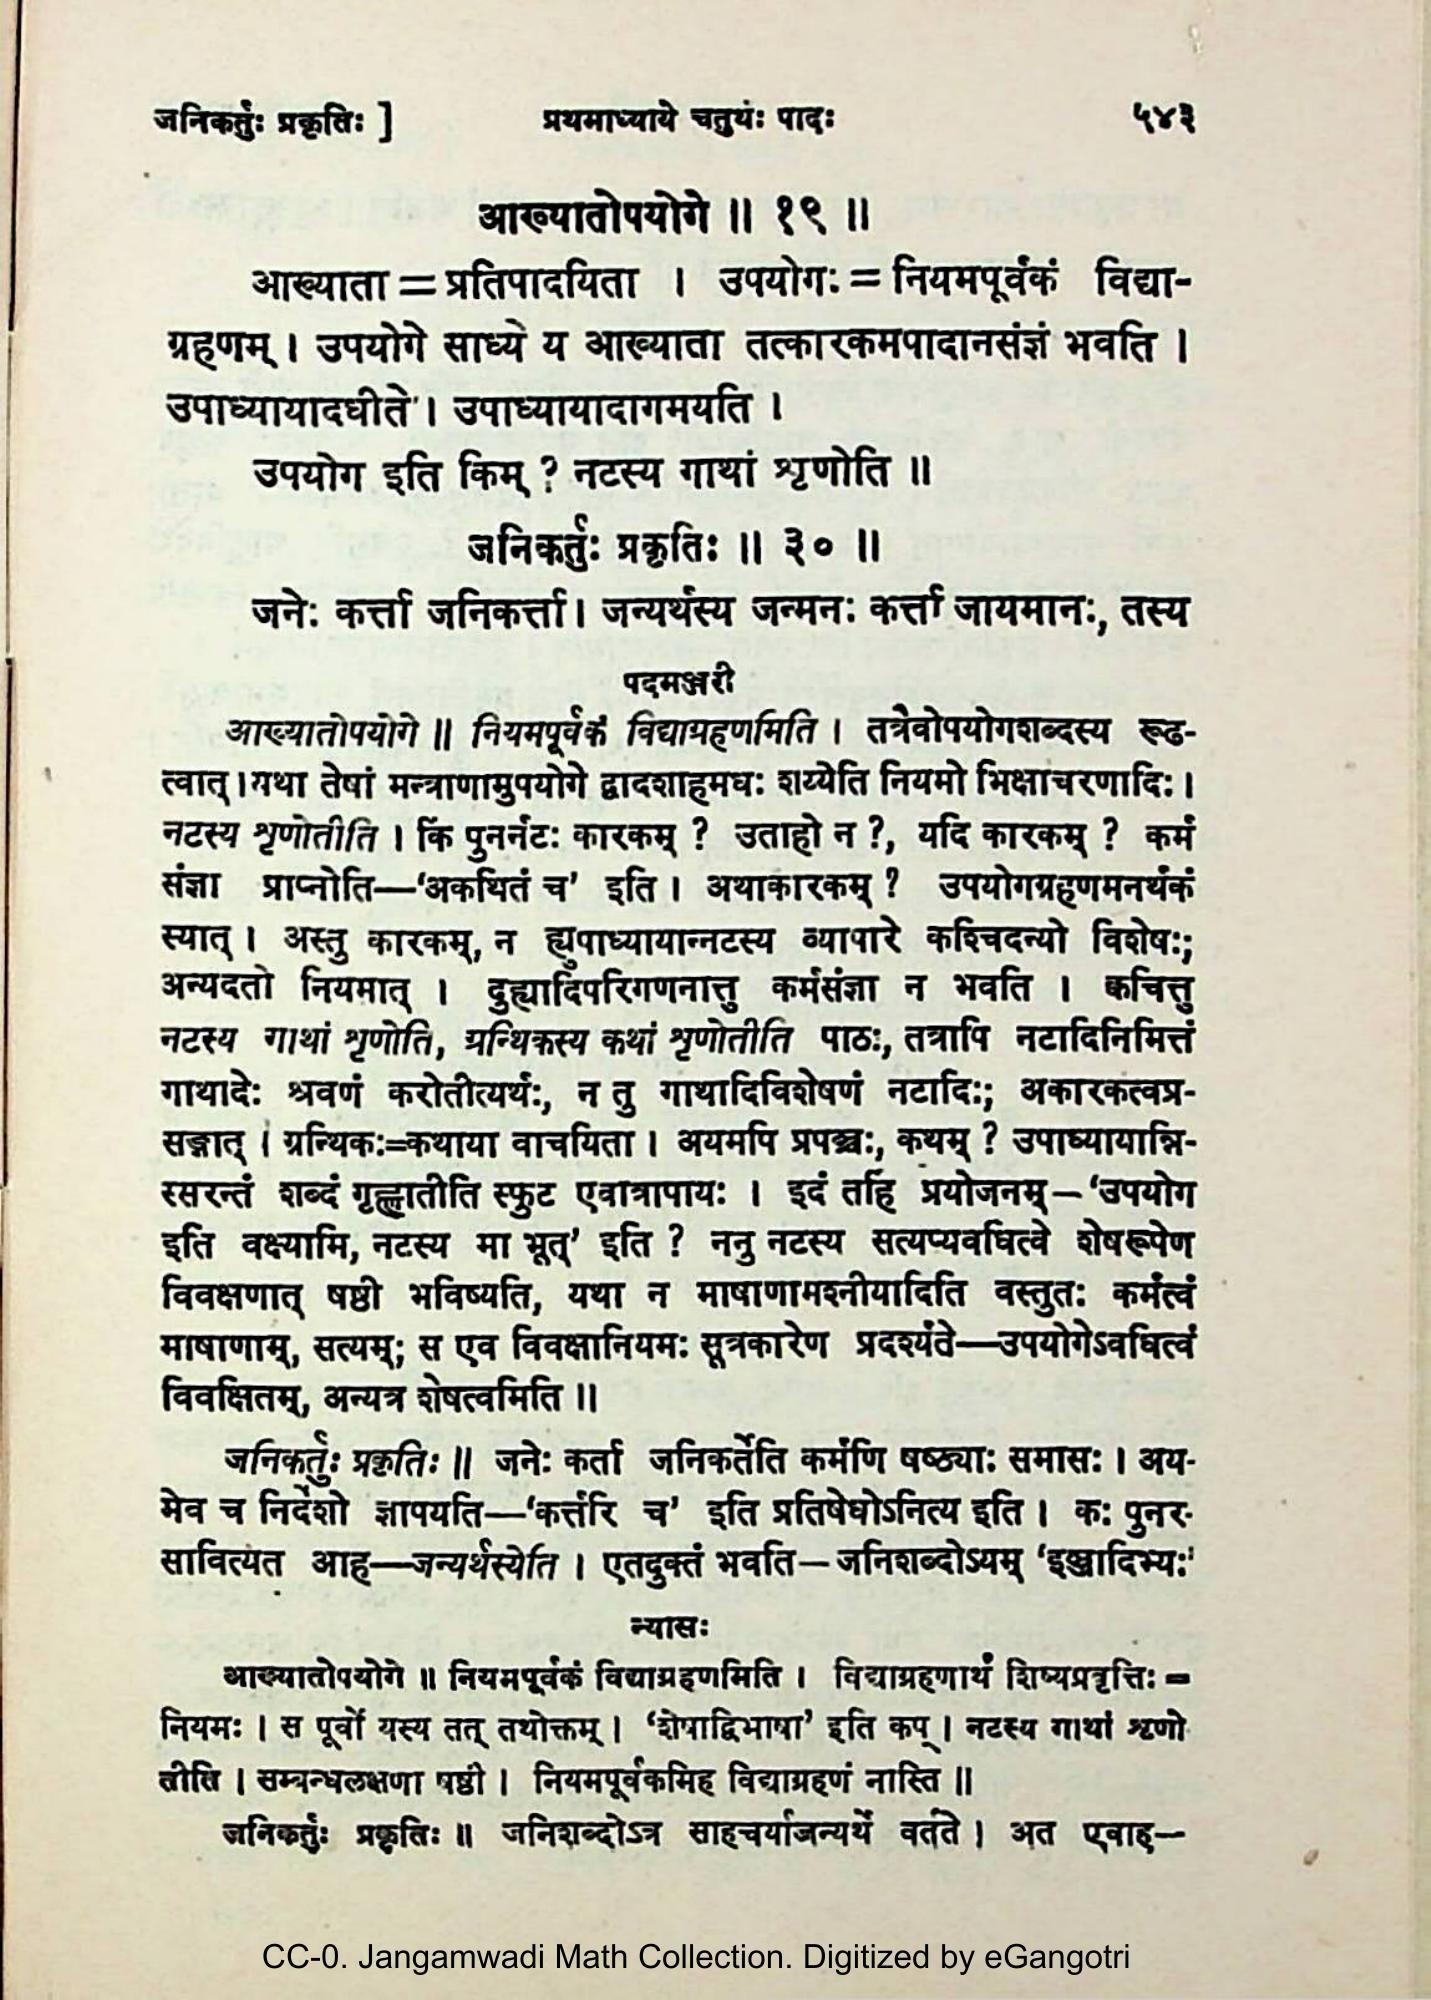 जनिकर्तुः प्रकृतिः ]
प्रथमाध्याये चतुर्थः पादः
५४३
आख्यातोपयोगे ॥ १९ ॥
आख्याता = प्रतिपादयिता । उपयोगः = नियमपूर्वकं विद्या-
ग्रहणम् । उपयोगे साध्ये य आख्याता तत्कारकमपादानसंज्ञं भवति ।
उपाध्यायादधीते । उपाध्यायादागमयति ।
उपयोग इति किम् ? नटस्य गाथां शृणोति ॥
जनिकर्तुः प्रकृतिः ॥ ३० ॥
जनेः कर्त्ता जनिकर्त्ता। जन्यर्थस्य जन्मनः कर्त्ता जायमानः, तस्य
पदमञ्जरी
आख्यातोपयोगे ॥ नियमपूर्वकं विद्याग्रहणमिति । तत्रैवोपयोगशब्दस्य रूढ-
त्वात् । यथा तेषां मन्त्राणामुपयोगे द्वादशाहमधः शय्येति नियमो भिक्षाचरणादिः ।
नटस्य शृणोतीति । किं पुनर्नटः कारकम् ? उताहो न ?, यदि कारकम् ? कर्म
संज्ञा प्राप्नोति—'अकथितं च' इति । अथाकारकम् ? उपयोगग्रहणमनर्थकं
स्यात् । अस्तु कारकम्, न ह्युपाध्यायान्नटस्य व्यापारे कश्चिदन्यो विशेषः;
अन्यदतो नियमात् । दुह्यादिपरिगणनात्तु कर्मसंज्ञा न भवति । क्वचित्तु
नटस्य गाथां शृणोति, ग्रन्थिकस्य कथां शृणोतीति पाठः, तत्रापि नटादिनिमित्तं
गाथादेः श्रवणं करोतीत्यर्थः, न तु गाथादिविशेषणं नटादिः; अकारकत्वप्र-
सङ्गात् । ग्रन्थिकः=कथाया वाचयिता । अयमपि प्रपञ्चः, कथम् ? उपाध्यायान्नि-
स्सरन्तं शब्दं गृह्णातीति स्फुट एवात्रापायः । इदं तर्हि प्रयोजनम् – 'उपयोग
इति वक्ष्यामि, नटस्य मा भूत्' इति ? ननु नटस्य सत्यप्यवधित्वे शेषरूपेण
विवक्षणात् षष्ठी भविष्यति, यथा न माषाणामश्नीयादिति वस्तुतः कर्मत्वं
माषाणाम्, सत्यम्; स एव विवक्षानियमः सूत्रकारेण प्रदर्श्यते—उपयोगेऽवधित्वं
विवक्षितम्, अन्यत्र शेषत्वमिति ॥
जनिकर्तुः प्रकृतिः ॥ जनेः कर्ता जनिकर्तेति कर्मणि षष्ठ्याः समासः । अय-
मेव च निर्देशो ज्ञापयति—'कर्त्तरि च' इति प्रतिषेधोऽनित्य इति । कः पुनर-
सावित्यत आह—जन्यर्थस्येति । एतदुक्तं भवति – जनिशब्दोऽयम् 'इञ्जादिभ्यः'
न्यासः
आख्यातोपयोगे ॥ नियमपूर्वकं विद्याग्रहणमिति । विद्याग्रहणार्थं शिष्यप्रवृत्तिः =
नियमः । स पूर्वो यस्य तत् तथोक्तम् । 'शेषाद्विभाषा' इति कप् । नटस्य गाथां शृणो
तीति । सम्बन्धलक्षणा षष्ठी । नियमपूर्वकमिह विद्याग्रहणं नास्ति ॥
जनिकर्तुः प्रकृतिः ॥ जनिशब्दोऽत्र साहचर्याज्जन्यर्थे वर्तते । अत एवाह—
CC-0. Jangamwadi Math Collection. Digitized by eGangotri